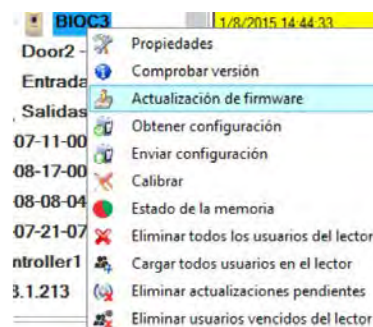 BIOC3
1/8/2015 14:44:33
Door2 -
Entrada
Salidas
07-11-00
08-17-00
08-08-04
07-21-07
ntroller1
3.1.213
Propiedades
Comprobar versión
Actualización de firmware
Obtener configuración
Enviar configuración
Calibrar
Estado de la memoria
Eliminar todos los usuarios del lector
Cargar todos usuarios en el lector
Eliminar actualizaciones pendientes
Eliminar usuarios vencidos del lector